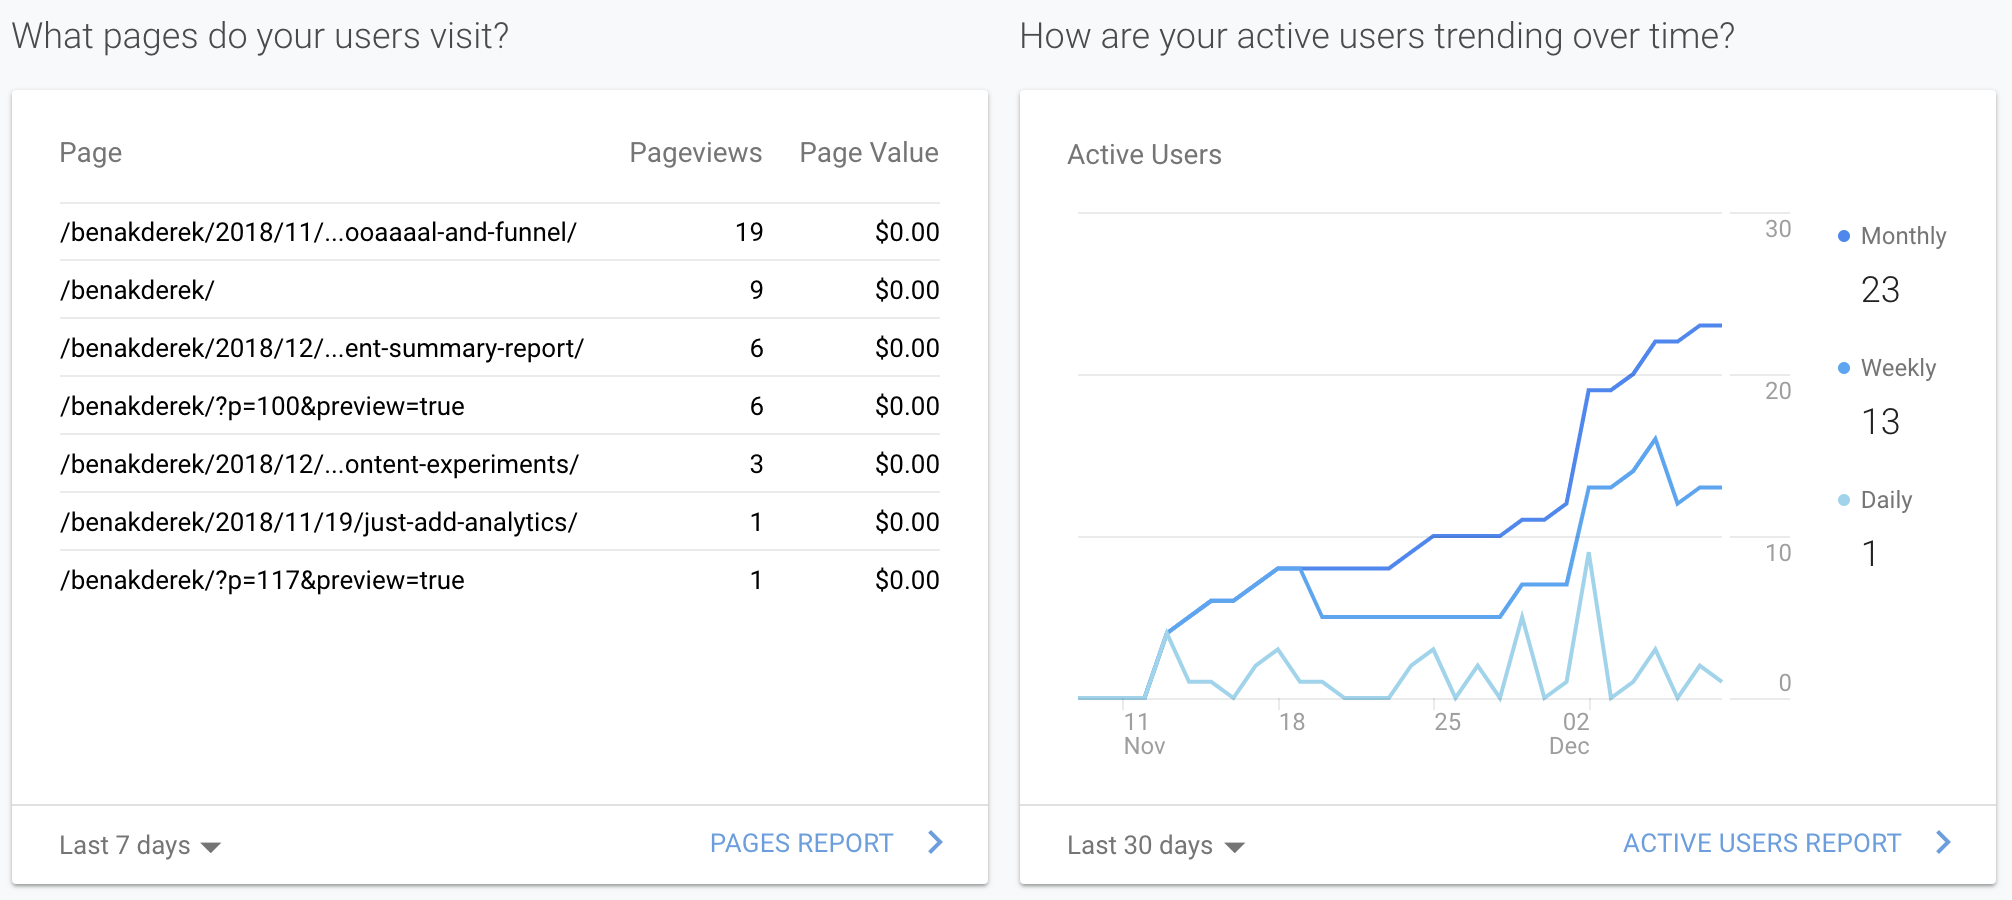 What pages do your users visit?
Page Pageviews Page Value
/benakderek/2018/11/...ooaaaal-and-funnel/ 19 $0.00
/benakderek/ 9 $0.00
/benakderek/2018/12/...ent-summary-report/ 6 $0.00
/benakderek/?p=100&preview=true 6 $0.00
/benakderek/2018/12/...ontent-experiments/ 3 $0.00
/benakderek/2018/11/19/just-add-analytics/ 1 $0.00
/benakderek/?p=117&preview=true 1 $0.00
Last 7 days PAGES REPORT
How are your active users trending over time?
Active Users
30
20
10
0
11 18 25 02
Nov Dec
Monthly
23
Weekly
13
Daily
1
Last 30 days ACTIVE USERS REPORT